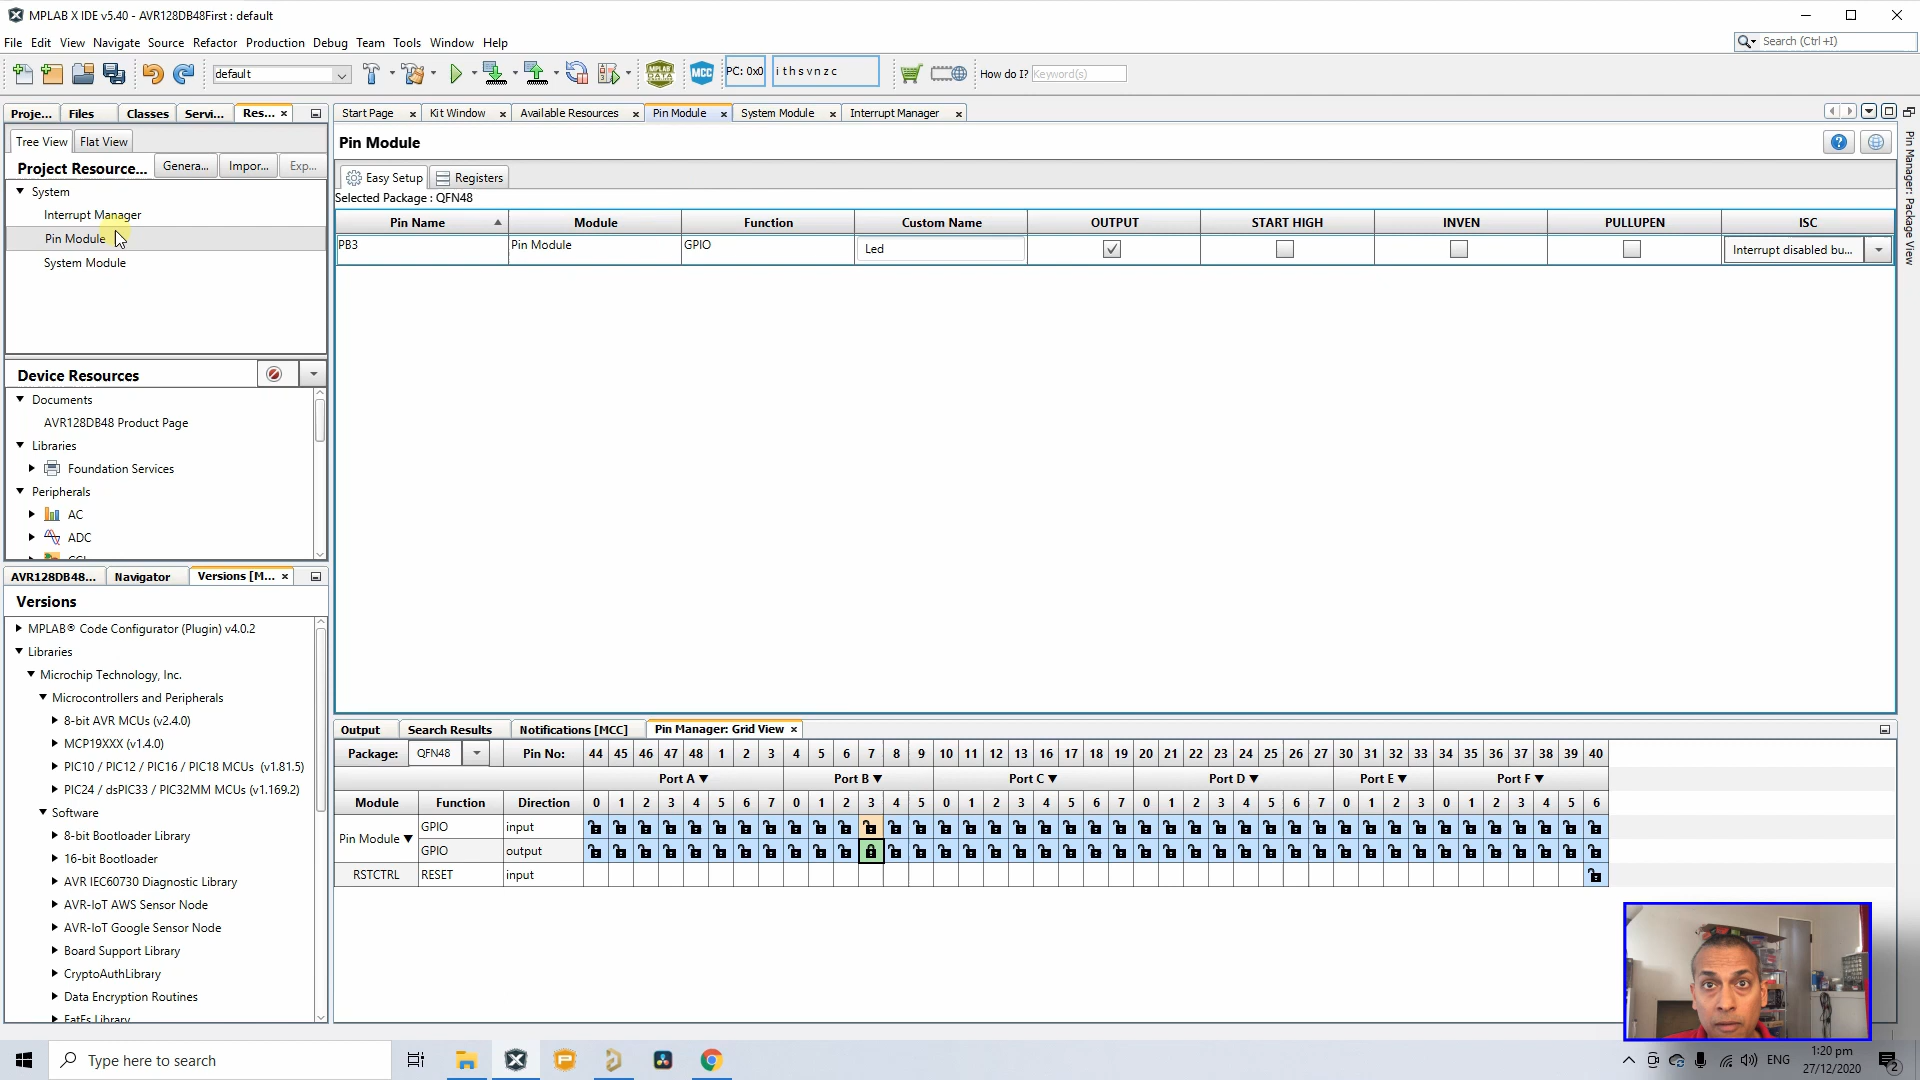 MPLAB X IDE v5.40 - AVR128DB48First : default
File Edit View Navigate Source Refactor Production Debug Team Tools Window Help
Search (Ctrl+I)
default
MPLAB DATA
MCC
PC: 0x0
i t h s v n z c
How do I? Keyword(s)
Proje... Files Classes Servi... Res...
Start Page Kit Window Available Resources Pin Module System Module Interrupt Manager
Tree View Flat View
Project Resource... Genera... Impor... Exp...
System
Interrupt Manager
Pin Module
System Module
Pin Module
Easy Setup Registers
Selected Package : QFN48
Pin Name Module Function Custom Name OUTPUT START HIGH INVEN PULLUPEN ISC
PB3 Pin Module GPIO Led Interrupt disabled bu...
Pin Manager: Package View
Device Resources
Documents
AVR128DB48 Product Page
Libraries
Foundation Services
Peripherals
AC
ADC
AVR128DB48... Navigator Versions [M...
Versions
MPLAB® Code Configurator (Plugin) v4.0.2
Libraries
Microchip Technology, Inc.
Microcontrollers and Peripherals
8-bit AVR MCUs (v2.4.0)
MCP19XXX (v1.4.0)
PIC10 / PIC12 / PIC16 / PIC18 MCUs (v1.81.5)
PIC24 / dsPIC33 / PIC32MM MCUs (v1.169.2)
Software
8-bit Bootloader Library
16-bit Bootloader
AVR IEC60730 Diagnostic Library
AVR-IoT AWS Sensor Node
AVR-IoT Google Sensor Node
Board Support Library
CryptoAuthLibrary
Data Encryption Routines
FatFs Library
Output Search Results Notifications [MCC] Pin Manager: Grid View
Package: QFN48 Pin No: 44 45 46 47 48 1 2 3 4 5 6 7 8 9 10 11 12 13 16 17 18 19 20 21 22 23 24 25 26 27 30 31 32 33 34 35 36 37 38 39 40
Port A Port B Port C Port D Port E Port F
Module Function Direction 0 1 2 3 4 5 6 7 0 1 2 3 4 5 0 1 2 3 4 5 6 7 0 1 2 3 4 5 6 7 0 1 2 3 0 1 2 3 4 5 6
Pin Module
GPIO input
GPIO output
RSTCTRL RESET input
Type here to search
ENG
1:20 pm
27/12/2020
2